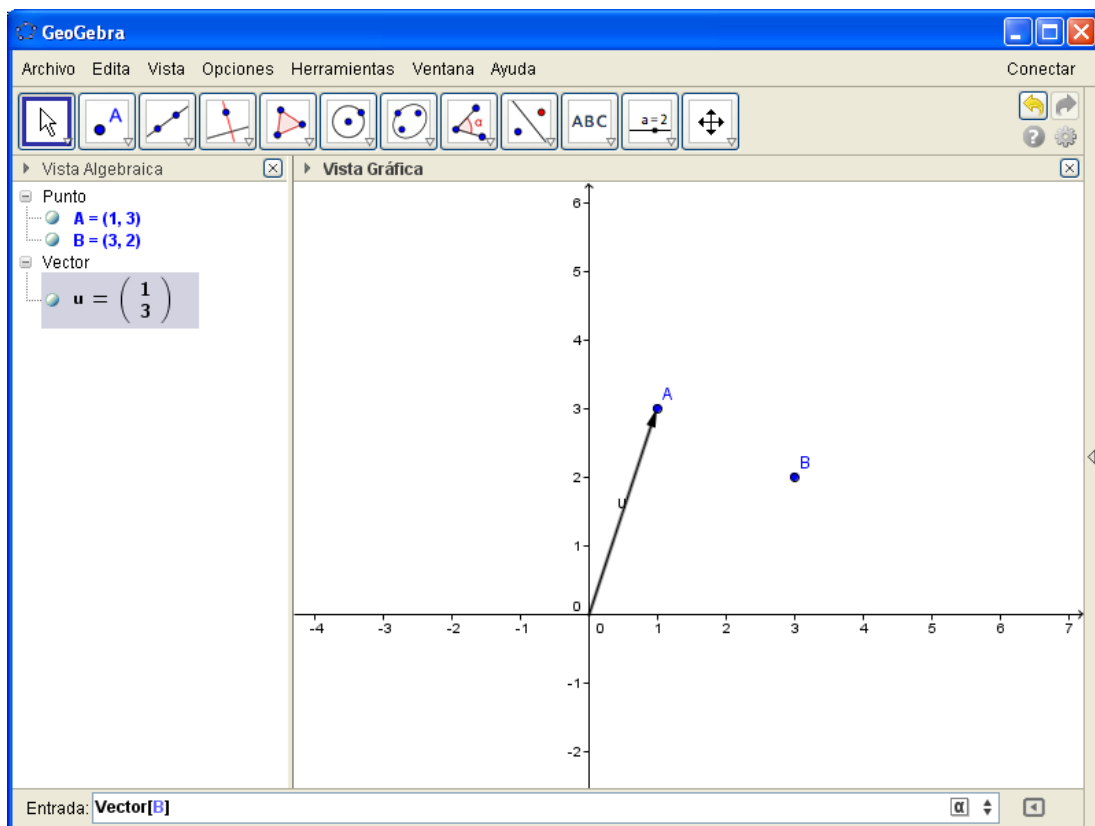 GeoGebra
Archivo Edita Vista Opciones Herramientas Ventana Ayuda Conectar
A α ABC a=2
Vista Algebraica
Vista Gráfica
Punto
A = (1, 3)
B = (3, 2)
Vector
u = ( 1
3 )
6
5
4
3
2
1
0
-1
-2
-4 -3 -2 -1 0 1 2 3 4 5 6 7
A
B
u
Entrada: Vector[B] α